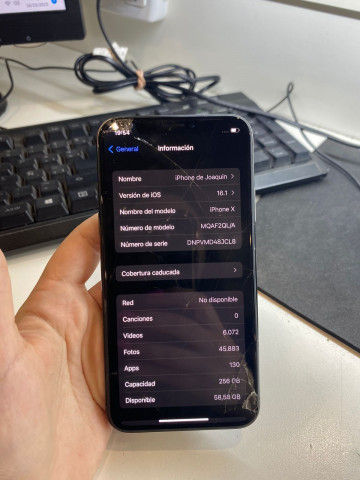 19:54
General
Información
Nombre iPhone de Joaquin
Versión de iOS 16.1
Nombre del modelo iPhone X
Número de modelo MQAF2QL/A
Número de serie DNPVMD48JCL8
Cobertura caducada
Red No disponible
Canciones 0
Vídeos 6.072
Fotos 45.883
Apps 130
Capacidad 256 GB
Disponible 58,58 GB